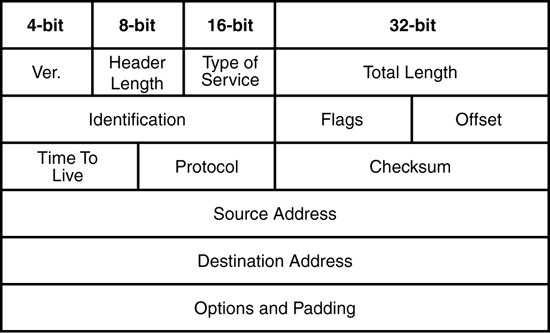 4-bit 8-bit 16-bit 32-bit
Ver. Header Length Type of Service Total Length
Identification Flags Offset
Time To Live Protocol Checksum
Source Address
Destination Address
Options and Padding